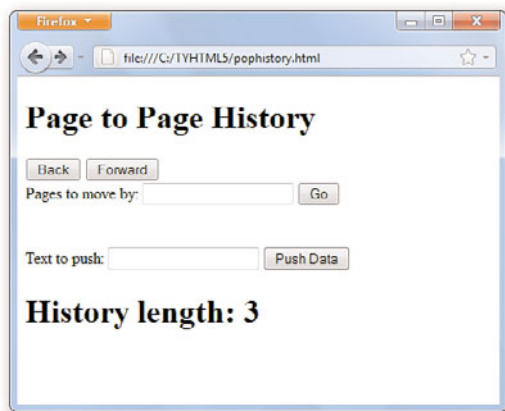 Firefox
file:///C:/TYHTML5/pophistory.html
Page to Page History
Back Forward
Pages to move by: Go
Text to push: Push Data
History length: 3